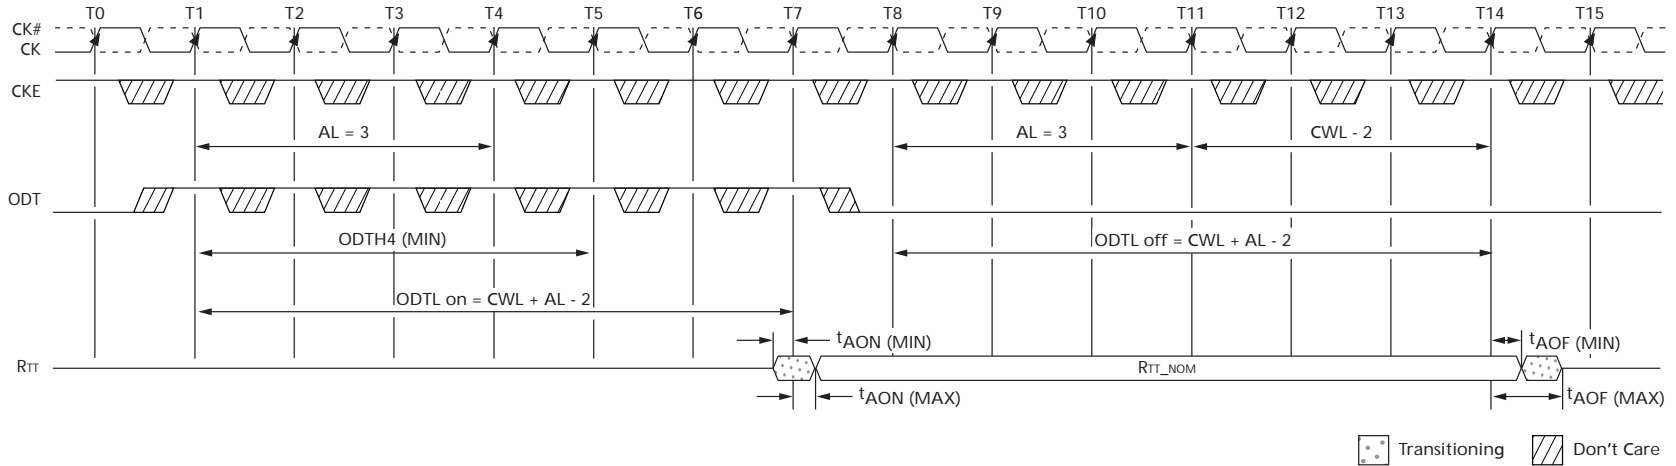 T0 T1 T2 T3 T4 T5 T6 T7 T8 T9 T10 T11 T12 T13 T14 T15
CK#
CK
CKE
AL = 3 AL = 3 CWL - 2
ODT
ODTH4 (MIN) ODTL off = CWL + AL - 2
ODTL on = CWL + AL - 2
tAON (MIN) tAOF (MIN)
RTT RTT_NOM
tAON (MAX) tAOF (MAX)
Transitioning Don't Care